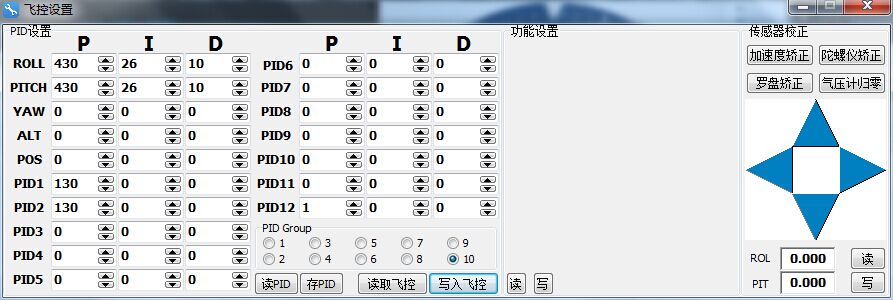 飞控设置
PID设置
P I D
ROLL 430 26 10
PITCH 430 26 10
YAW 0 0 0
ALT 0 0 0
POS 0 0 0
PID1 130 0 0
PID2 130 0 0
PID3 0 0 0
PID4 0 0 0
PID5 0 0 0
P I D
PID6 0 0 0
PID7 0 0 0
PID8 0 0 0
PID9 0 0 0
PID10 0 0 0
PID11 0 0 0
PID12 1 0 0
PID Group
1 3 5 7 9
2 4 6 8 10
读PID 存PID 读取飞控 写入飞控 读 写
功能设置
传感器校正
加速度矫正 陀螺仪矫正
罗盘矫正 气压计归零
ROL 0.000 读
PIT 0.000 写